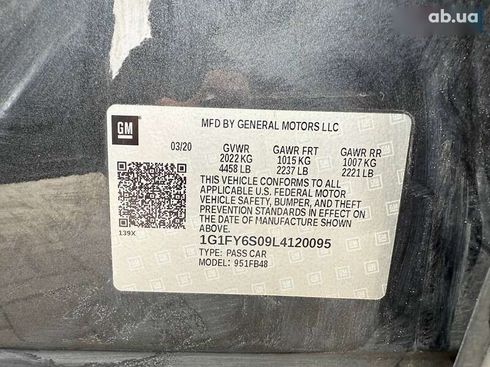 ab.ua
GM
MFD BY GENERAL MOTORS LLC
03/20 GVWR GAWR FRT GAWR RR
2022 KG 1015 KG 1007 KG
4458 LB 2237 LB 2221 LB
THIS VEHICLE CONFORMS TO ALL
APPLICABLE U.S. FEDERAL MOTOR
VEHICLE SAFETY, BUMPER, AND THEFT
PREVENTION STANDARDS IN EFFECT ON
THE DATE OF MANUFACTURE SHOWN
ABOVE.
139X
1G1FY6S09L4120095
TYPE: PASS CAR
MODEL: 951FB48